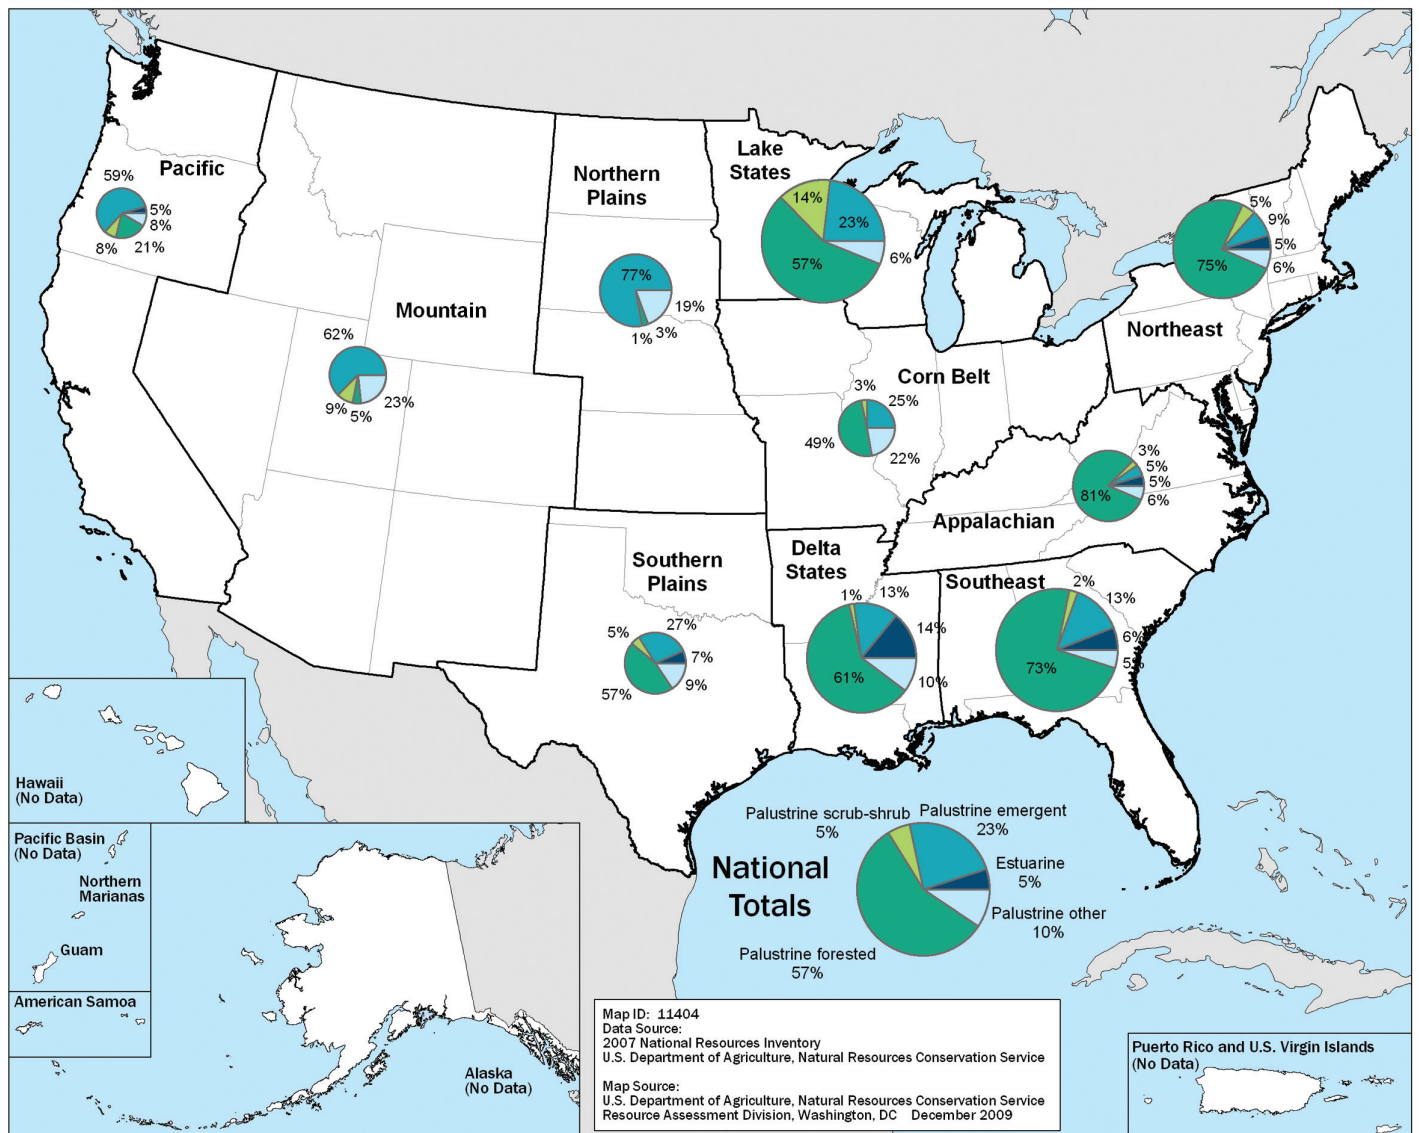 Pacific
59%
5%
8%
8%
21%
Mountain
62%
9%
5%
23%
Northern
Plains
77%
19%
1%
3%
Lake
States
14%
23%
57%
6%
Corn Belt
3%
25%
49%
22%
Northeast
5%
9%
5%
75%
6%
Appalachian
3%
5%
5%
81%
6%
Southern
Plains
5%
27%
7%
57%
9%
Delta
States
1%
13%
14%
61%
10%
Southeast
2%
13%
6%
73%
5%
National
Totals
Palustrine scrub-shrub
5%
Palustrine emergent
23%
Estuarine
5%
Palustrine other
10%
Palustrine forested
57%
Hawaii
(No Data)
Pacific Basin
(No Data)
Northern
Marianas
Guam
American Samoa
Alaska
(No Data)
Map ID: 11404
Data Source:
2007 National Resources Inventory
U.S. Department of Agriculture, Natural Resources Conservation Service
Map Source:
U.S. Department of Agriculture, Natural Resources Conservation Service
Resource Assessment Division, Washington, DC December 2009
Puerto Rico and U.S. Virgin Islands
(No Data)